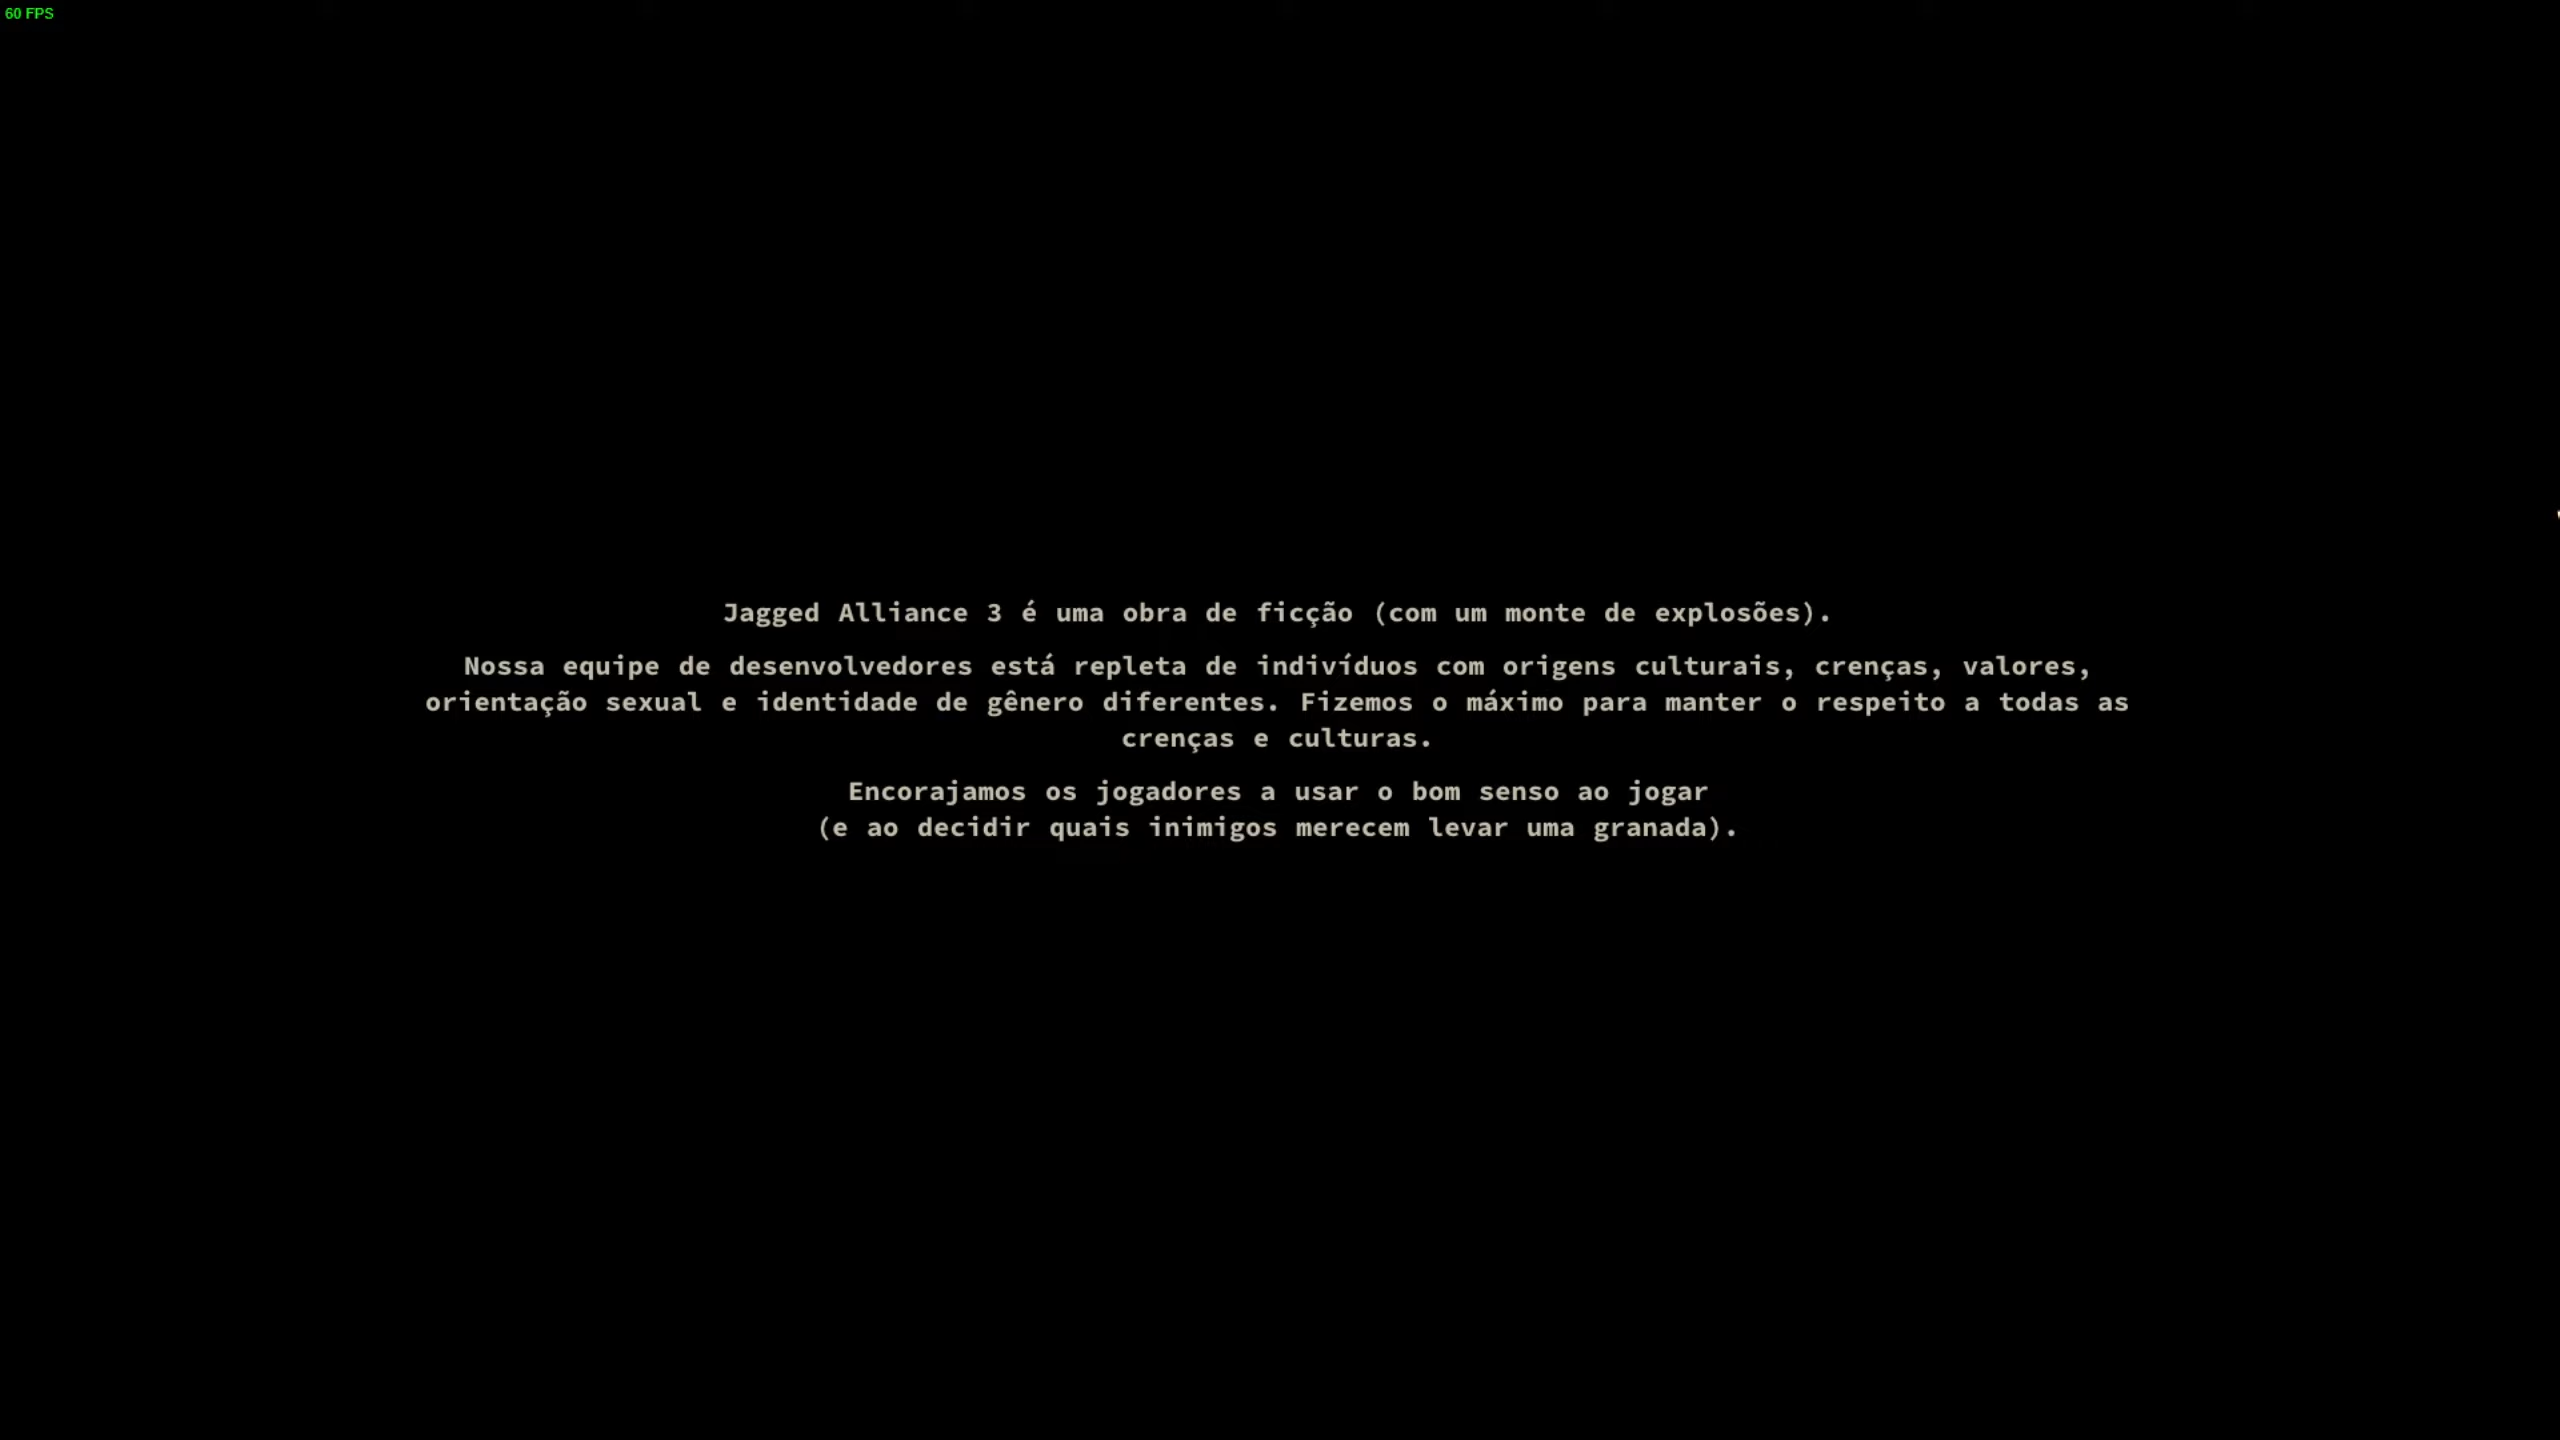 60 FPS
Jagged Alliance 3 é uma obra de ficção (com um monte de explosões).
Nossa equipe de desenvolvedores está repleta de indivíduos com origens culturais, crenças, valores,
orientação sexual e identidade de gênero diferentes. Fizemos o máximo para manter o respeito a todas as
crenças e culturas.
Encorajamos os jogadores a usar o bom senso ao jogar
(e ao decidir quais inimigos merecem levar uma granada).